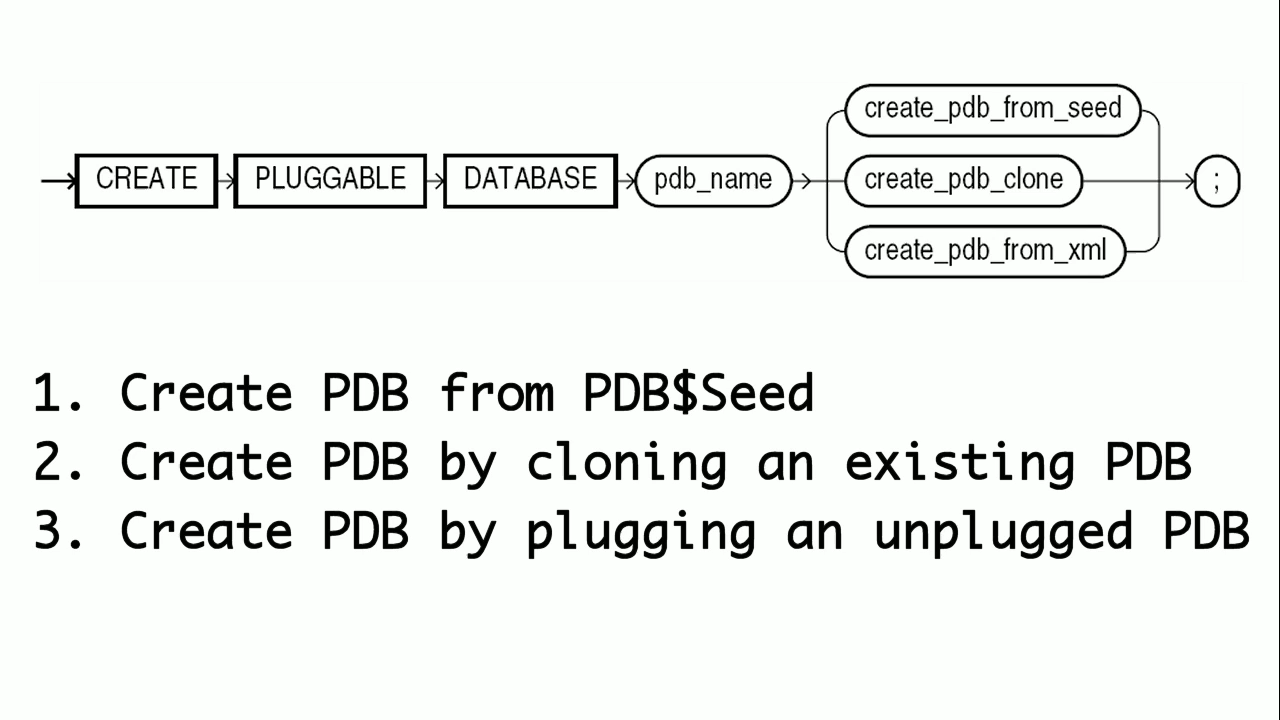 create_pdb_from_seed
CREATE PLUGGABLE DATABASE pdb_name create_pdb_clone ;
create_pdb_from_xml
1. Create PDB from PDB$Seed
2. Create PDB by cloning an existing PDB
3. Create PDB by plugging an unplugged PDB